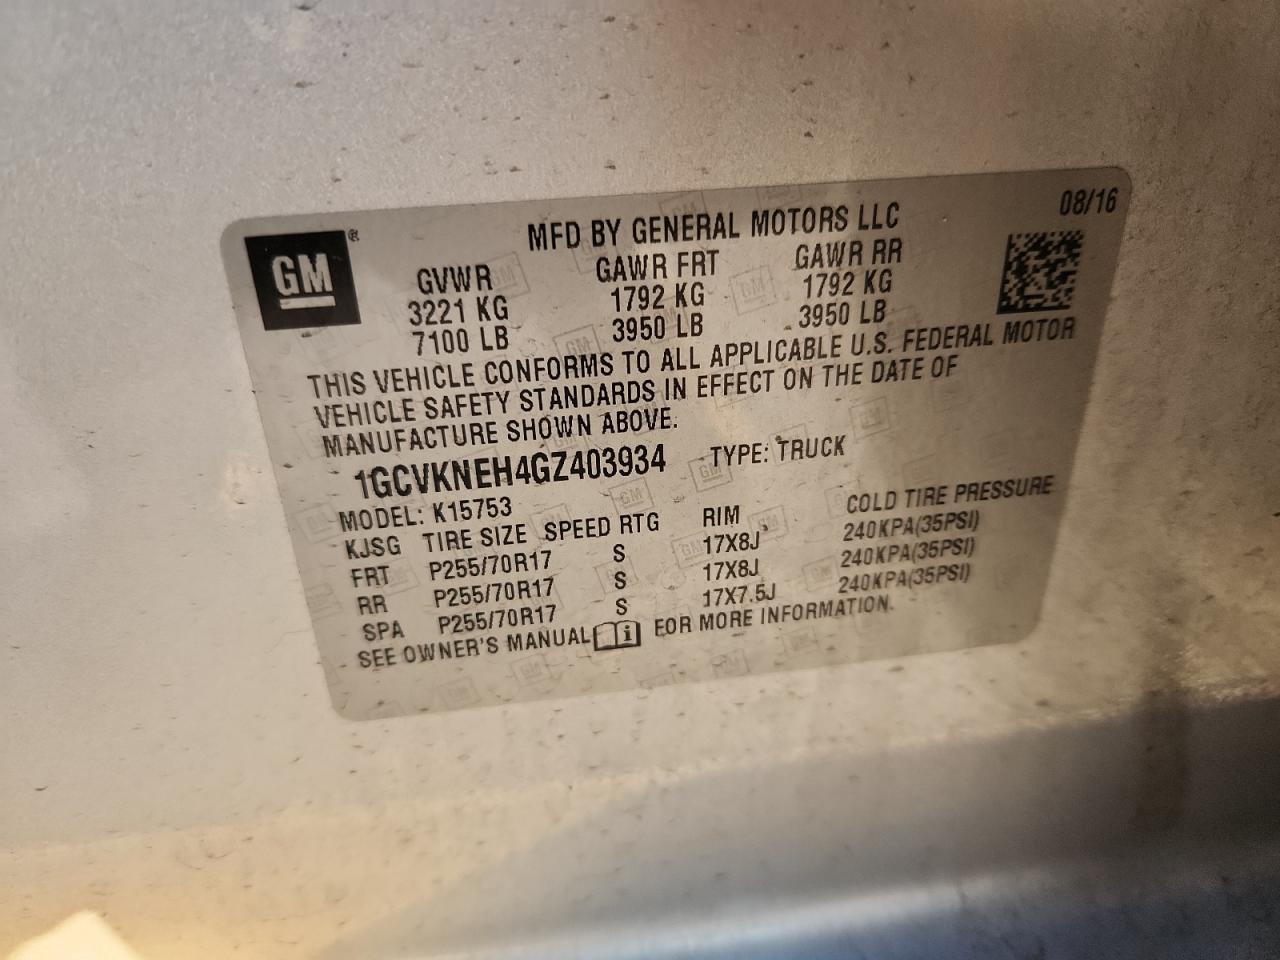 08/16
GM ®
MFD BY GENERAL MOTORS LLC
GVWR GAWR FRT GAWR RR
3221 KG 1792 KG 1792 KG
7100 LB 3950 LB 3950 LB
THIS VEHICLE CONFORMS TO ALL APPLICABLE U.S. FEDERAL MOTOR
VEHICLE SAFETY STANDARDS IN EFFECT ON THE DATE OF
MANUFACTURE SHOWN ABOVE.
1GCVKNEH4GZ403934 TYPE: TRUCK
MODEL: K15753
KJSG TIRE SIZE SPEED RTG RIM COLD TIRE PRESSURE
FRT P255/70R17 S 17X8J 240KPA(35PSI)
RR P255/70R17 S 17X8J 240KPA(35PSI)
SPA P255/70R17 S 17X7.5J 240KPA(35PSI)
SEE OWNER'S MANUAL FOR MORE INFORMATION.